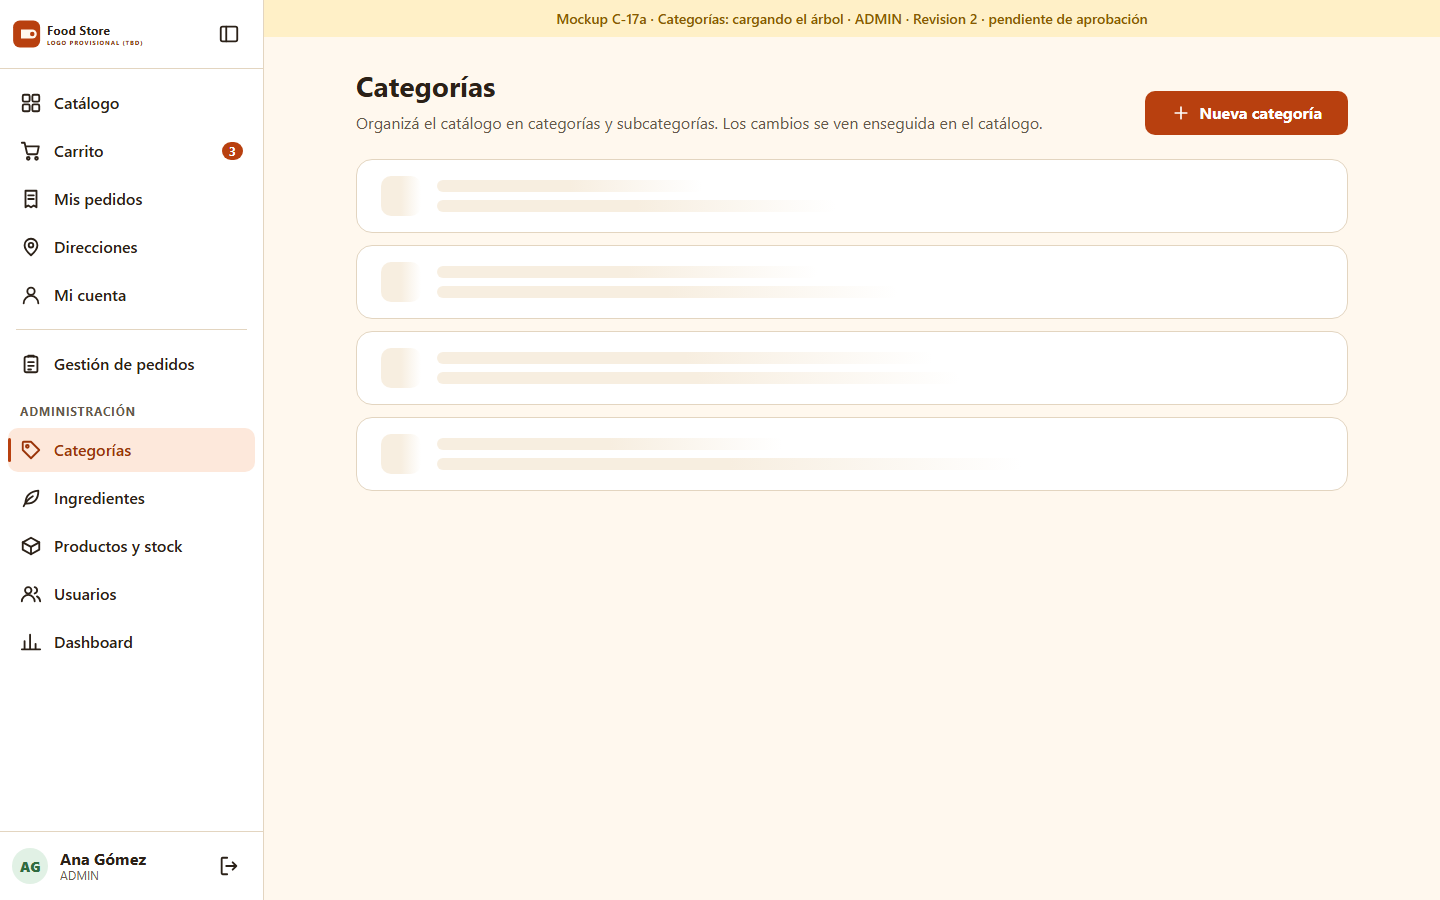 Food Store
LOGO PROVISIONAL (TBD)
Catálogo
Carrito
3
Mis pedidos
Direcciones
Mi cuenta
Gestión de pedidos
ADMINISTRACIÓN
Categorías
Ingredientes
Productos y stock
Usuarios
Dashboard
AG
Ana Gómez
ADMIN
Mockup C-17a · Categorías: cargando el árbol · ADMIN · Revision 2 · pendiente de aprobación
Categorías
Organizá el catálogo en categorías y subcategorías. Los cambios se ven enseguida en el catálogo.
Nueva categoría